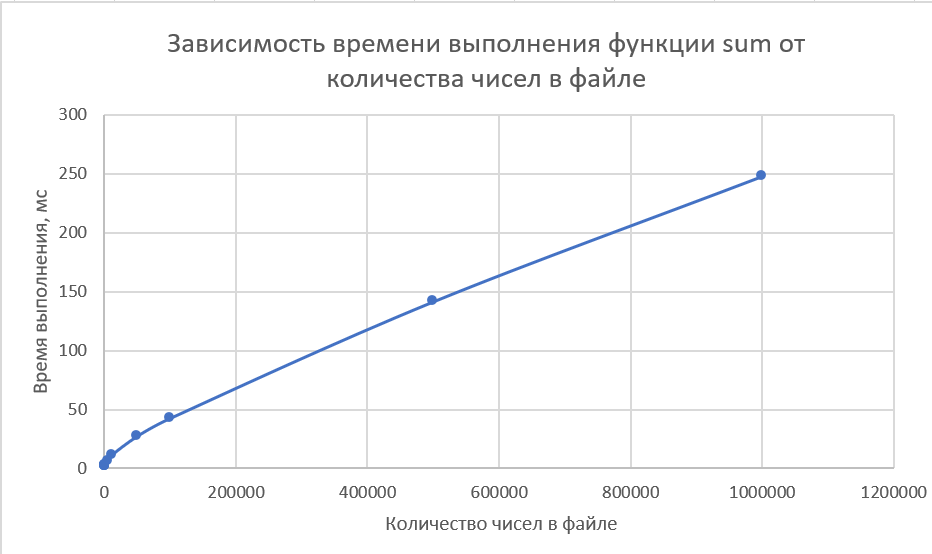 Зависимость времени выполнения функции sum от
количества чисел в файле
300
250
200
150
100
50
0
Время выполнения, мс
0 200000 400000 600000 800000 1000000 1200000
Количество чисел в файле